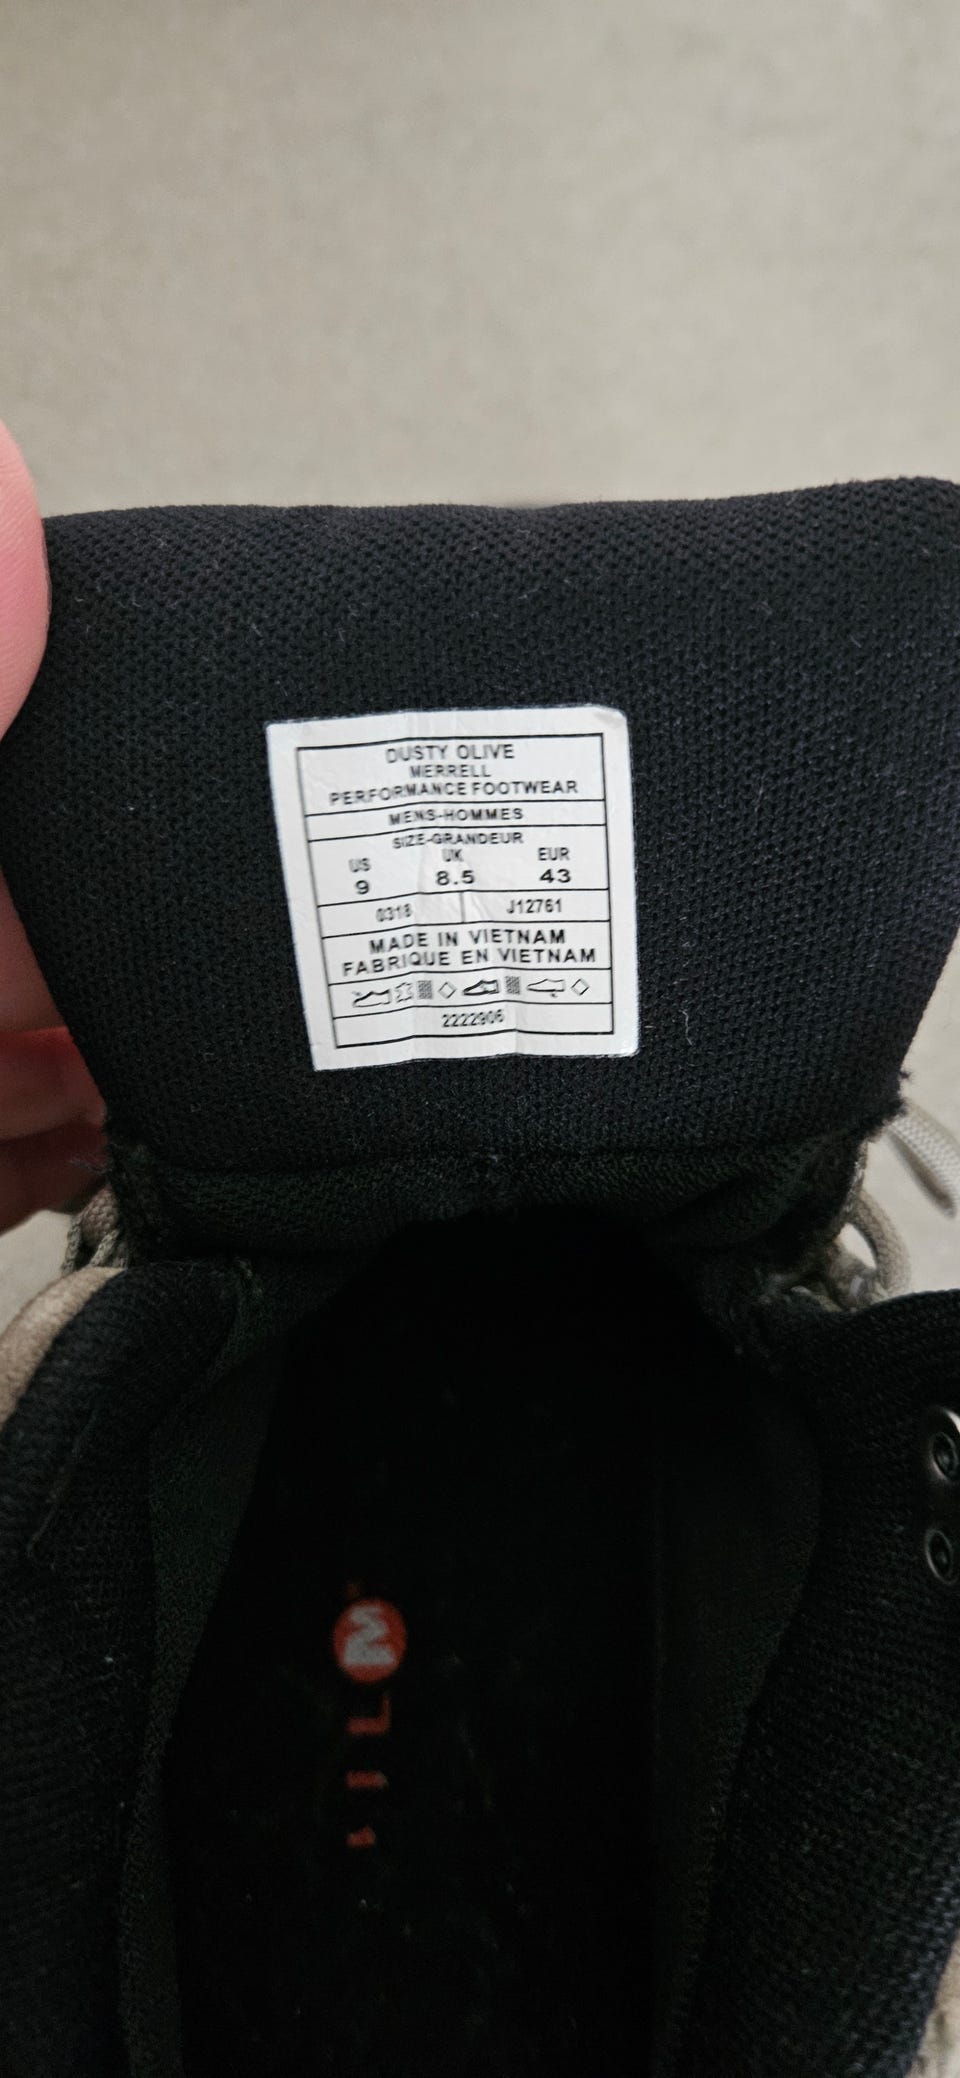 DUSTY OLIVE
MERRELL
PERFORMANCE FOOTWEAR
MENS-HOMMES
SIZE-GRANDEUR
US UK EUR
9 8.5 43
0318 J12761
MADE IN VIETNAM
FABRIQUE EN VIETNAM
2222906